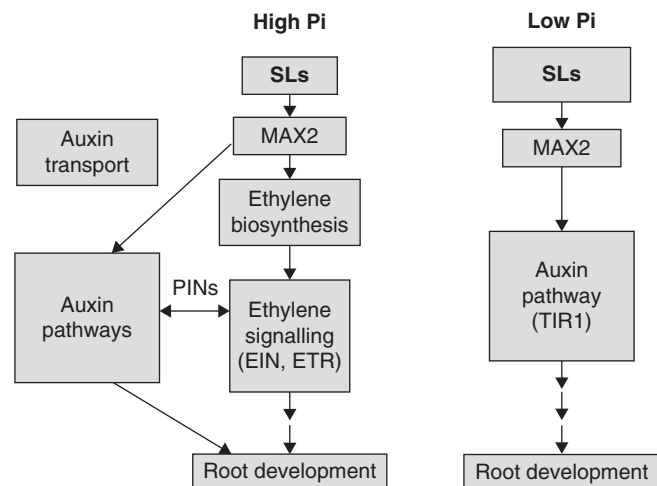 High Pi
SLs
MAX2
Auxin
transport
Ethylene
biosynthesis
Auxin
pathways
PINs
Ethylene
signalling
(EIN, ETR)
Root development
Low Pi
SLs
MAX2
Auxin
pathway
(TIR1)
Root development